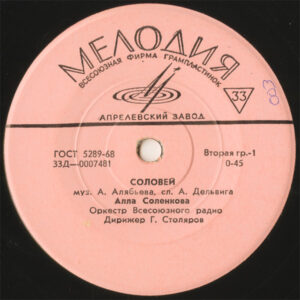 МЕЛОДИЯ
ВСЕСОЮЗНАЯ ФИРМА ГРАМПЛАСТИНОК
33
АПРЕЛЕВСКИЙ ЗАВОД
ГОСТ 5289-68
33Д—0007481
Вторая гр.-1
0-45
СОЛОВЕЙ
муз. А. Алябьева, сл. А. Дельвига
Алла Соленкова
Оркестр Всесоюзного радио
Дирижер Г. Столяров